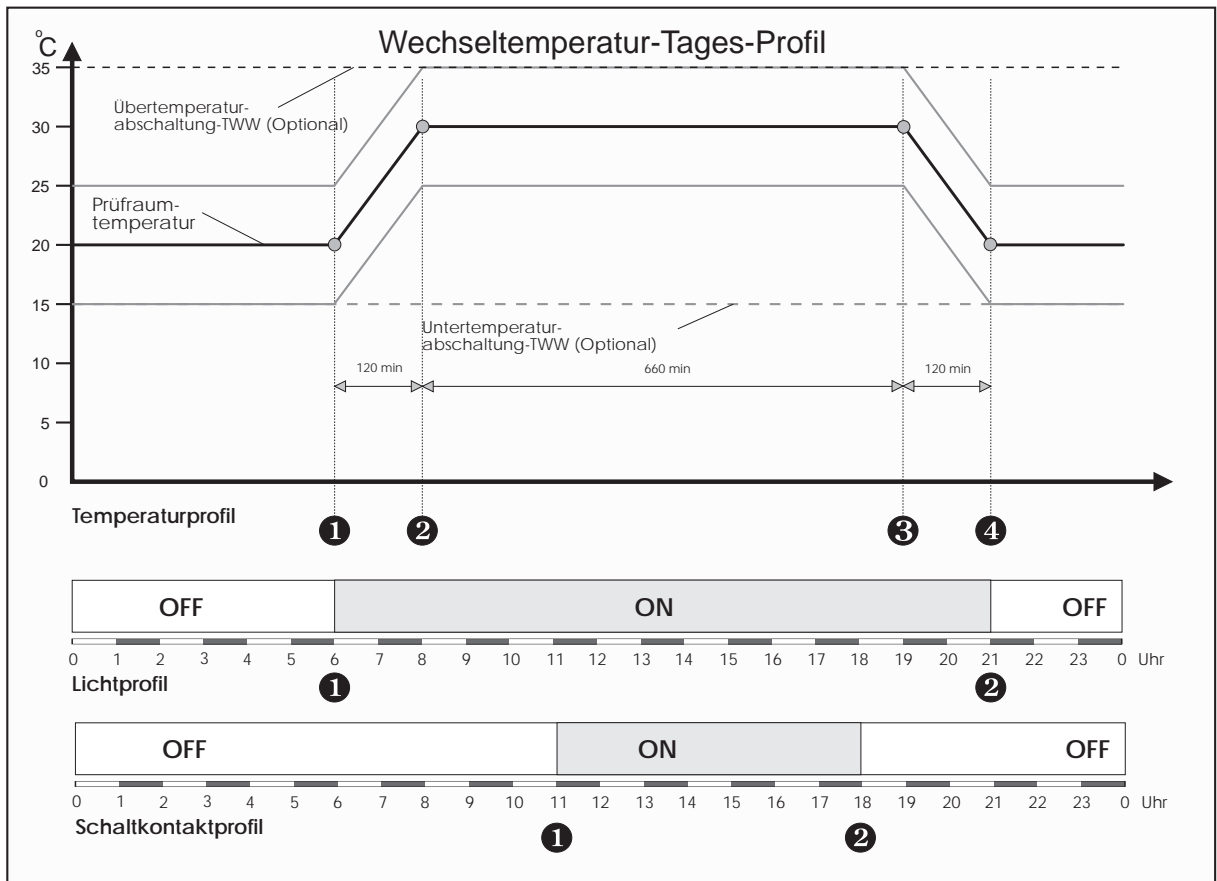 °C
Wechseltemperatur-Tages-Profil
35
Übertemperatur-
abschaltung-TWW (Optional)
30
25
Prüfraum-
temperatur
20
15
Untertemperatur-
abschaltung-TWW (Optional)
10
120 min 660 min 120 min
5
0
Temperaturprofil
1 2 3 4
OFF ON OFF
0 1 2 3 4 5 6 7 8 9 10 11 12 13 14 15 16 17 18 19 20 21 22 23 0 Uhr
Lichtprofil
1 2
OFF ON OFF
0 1 2 3 4 5 6 7 8 9 10 11 12 13 14 15 16 17 18 19 20 21 22 23 0 Uhr
Schaltkontaktprofil
1 2